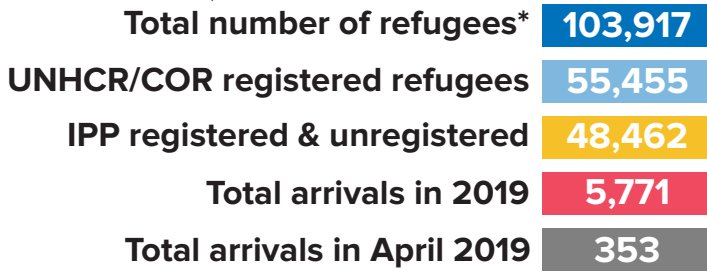 Total number of refugees* 103,917
UNHCR/COR registered refugees 55,455
IPP registered & unregistered 48,462
Total arrivals in 2019 5,771
Total arrivals in April 2019 353